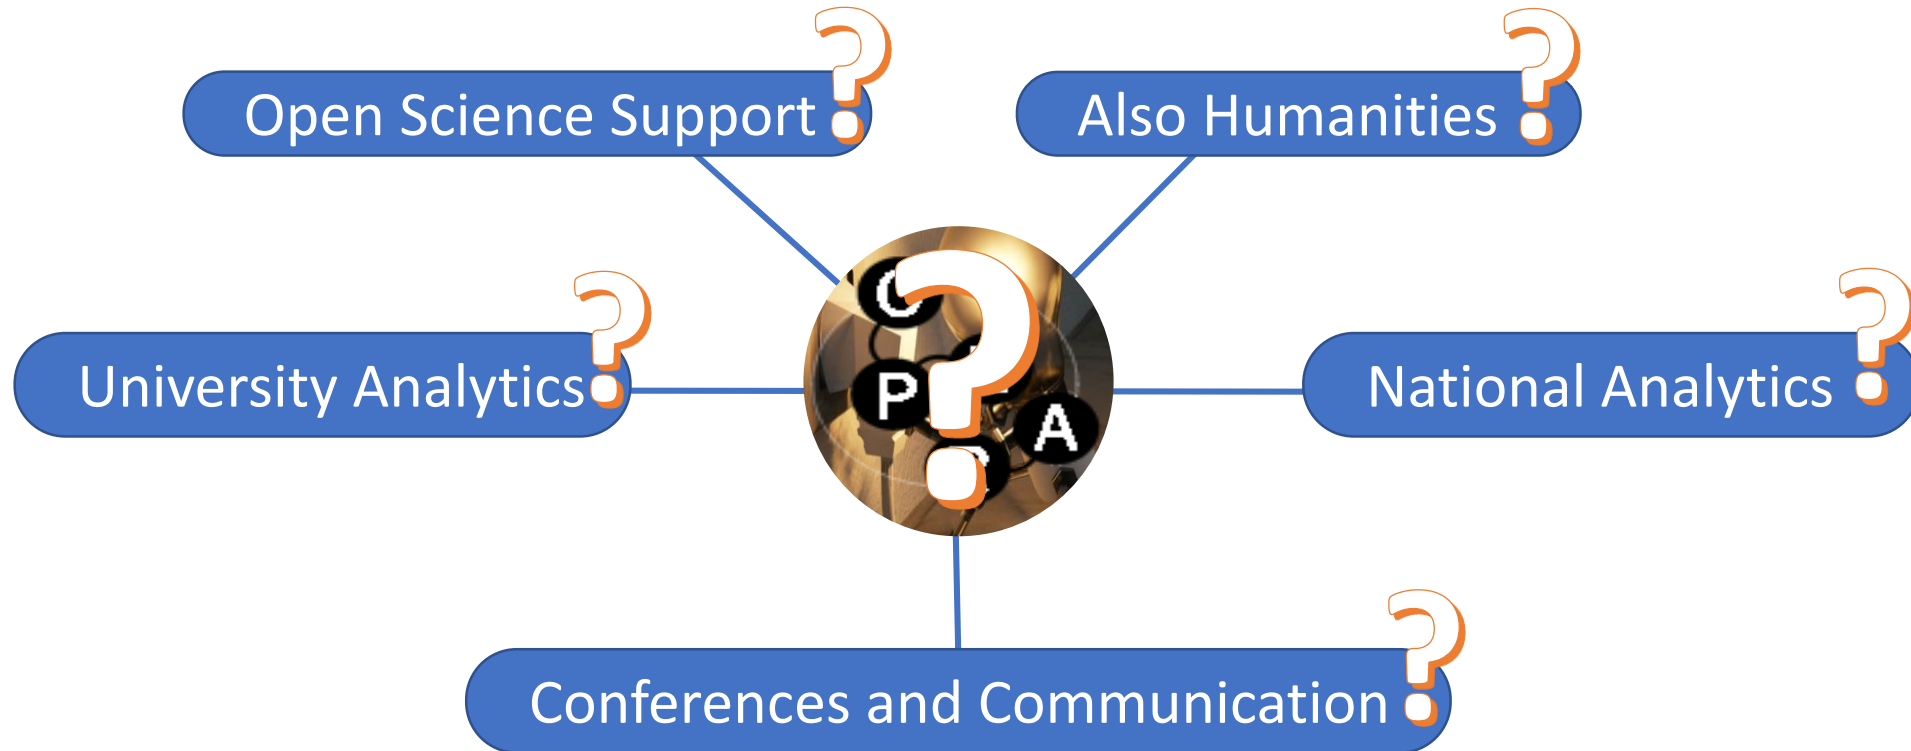 Open Science Support ?
Also Humanities ?
University Analytics ?
?
P
A
National Analytics ?
Conferences and Communication ?